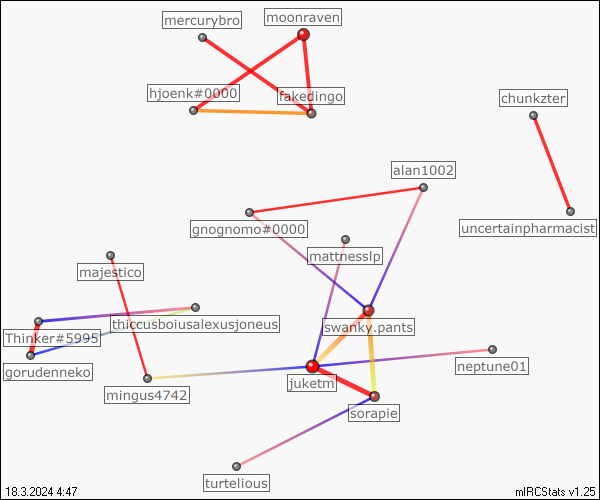 mercurybro
moonraven
hjoenk#0000
fakedingo
chunkzter
alan1002
gnognomo#0000
uncertainpharmacist
mattnesslp
majestico
thiccusboiusalexusjoneus
swanky.pants
Thinker#5995
gorudenneko
neptune01
juketm
mingus4742
sorapie
turtelious
18.3.2024 4:47
mIRCStats v1.25